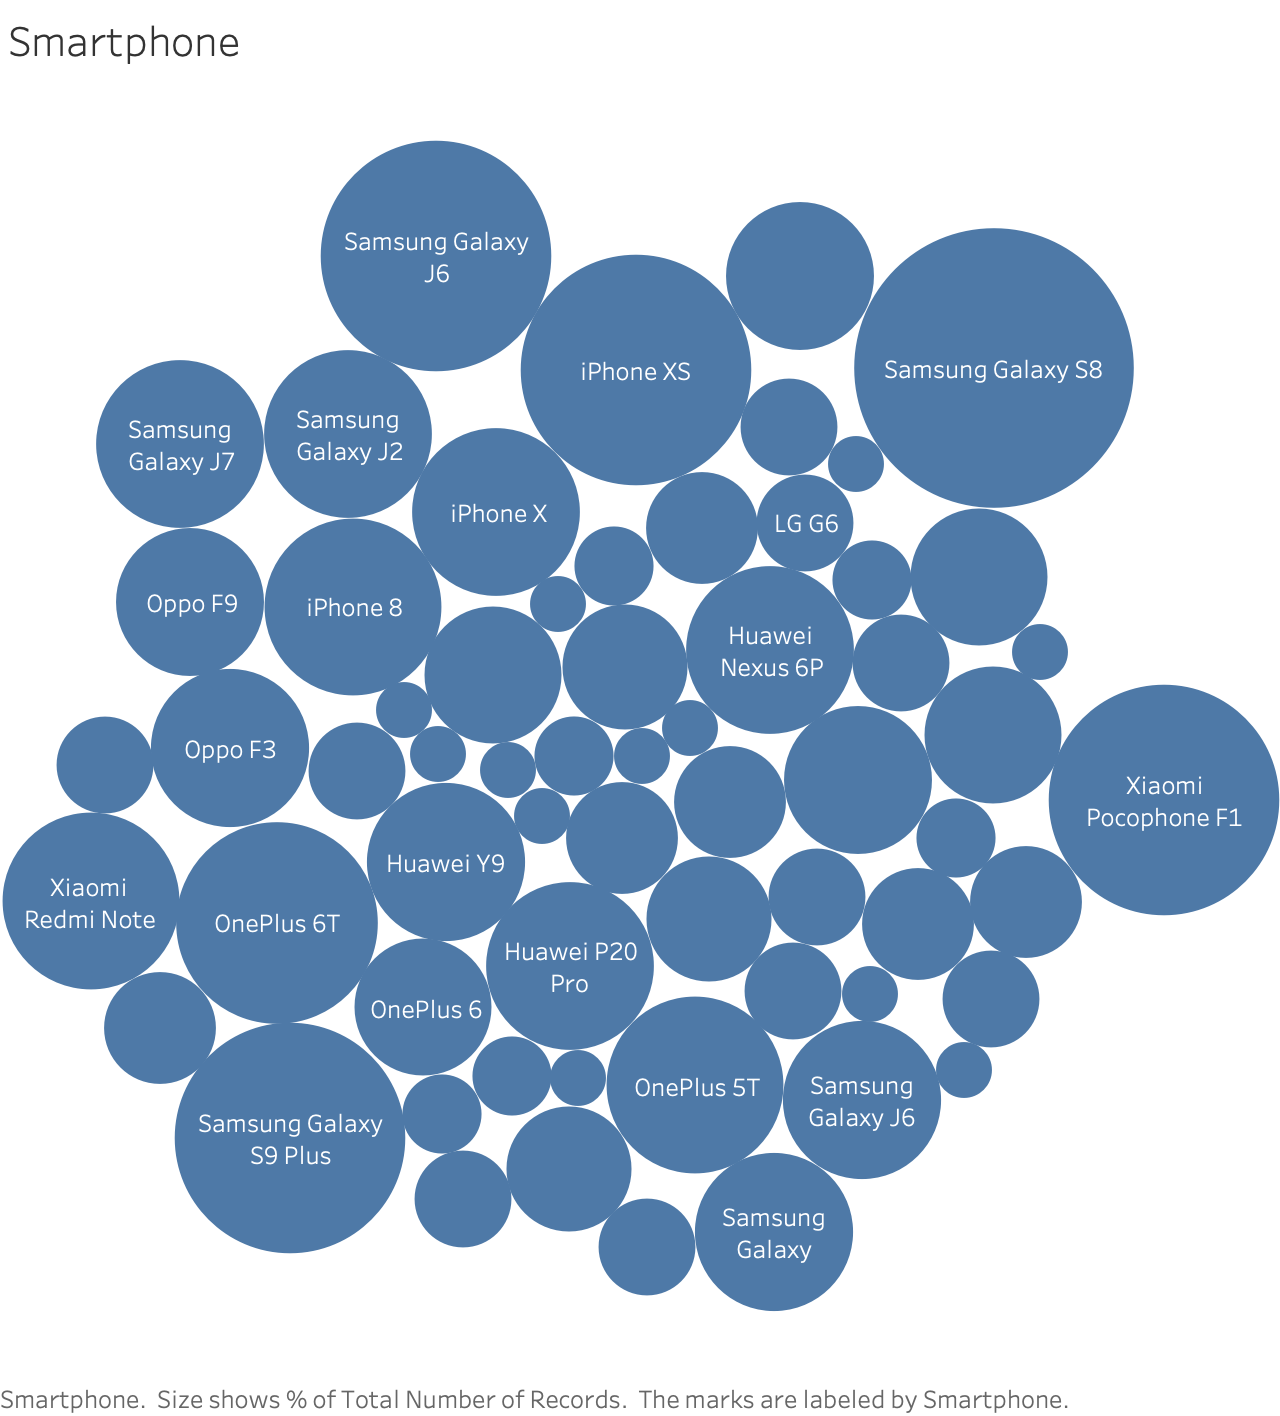 Smartphone
Samsung Galaxy
J6
iPhone XS
Samsung Galaxy S8
Samsung
Galaxy J7
Samsung
Galaxy J2
iPhone X
LG G6
Oppo F9
iPhone 8
Huawei
Nexus 6P
Oppo F3
Xiaomi
Pocophone F1
Huawei Y9
Xiaomi
Redmi Note
OnePlus 6T
Huawei P20
Pro
OnePlus 6
OnePlus 5T
Samsung
Galaxy J6
Samsung Galaxy
S9 Plus
Samsung
Galaxy
Smartphone.  Size shows % of Total Number of Records.  The marks are labeled by Smartphone.